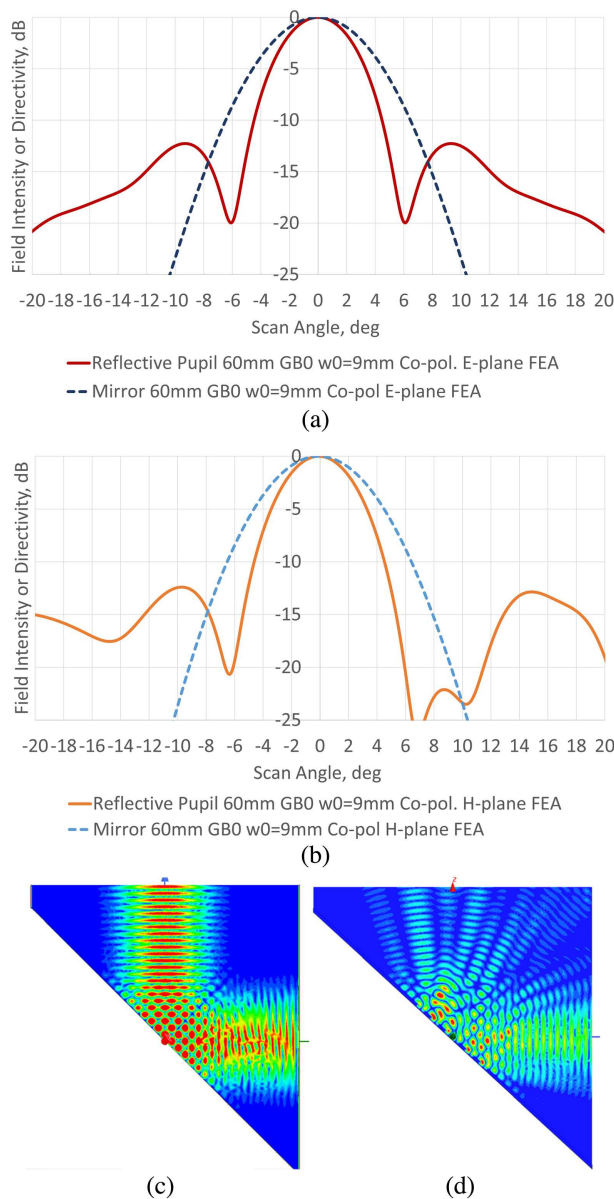 0
-5
-10
-15
-20
-25
Field Intensity or Directivity, dB
-20 -18 -16 -14 -12 -10 -8 -6 -4 -2 0 2 4 6 8 10 12 14 16 18 20
Scan Angle, deg
Reflective Pupil 60mm GB0 w0=9mm Co-pol. E-plane FEA
Mirror 60mm GB0 w0=9mm Co-pol E-plane FEA
(a)
0
-5
-10
-15
-20
-25
Field Intensity or Directivity, dB
-20 -18 -16 -14 -12 -10 -8 -6 -4 -2 0 2 4 6 8 10 12 14 16 18 20
Scan Angle, deg
Reflective Pupil 60mm GB0 w0=9mm Co-pol. H-plane FEA
Mirror 60mm GB0 w0=9mm Co-pol H-plane FEA
(b)
z
(c) (d)